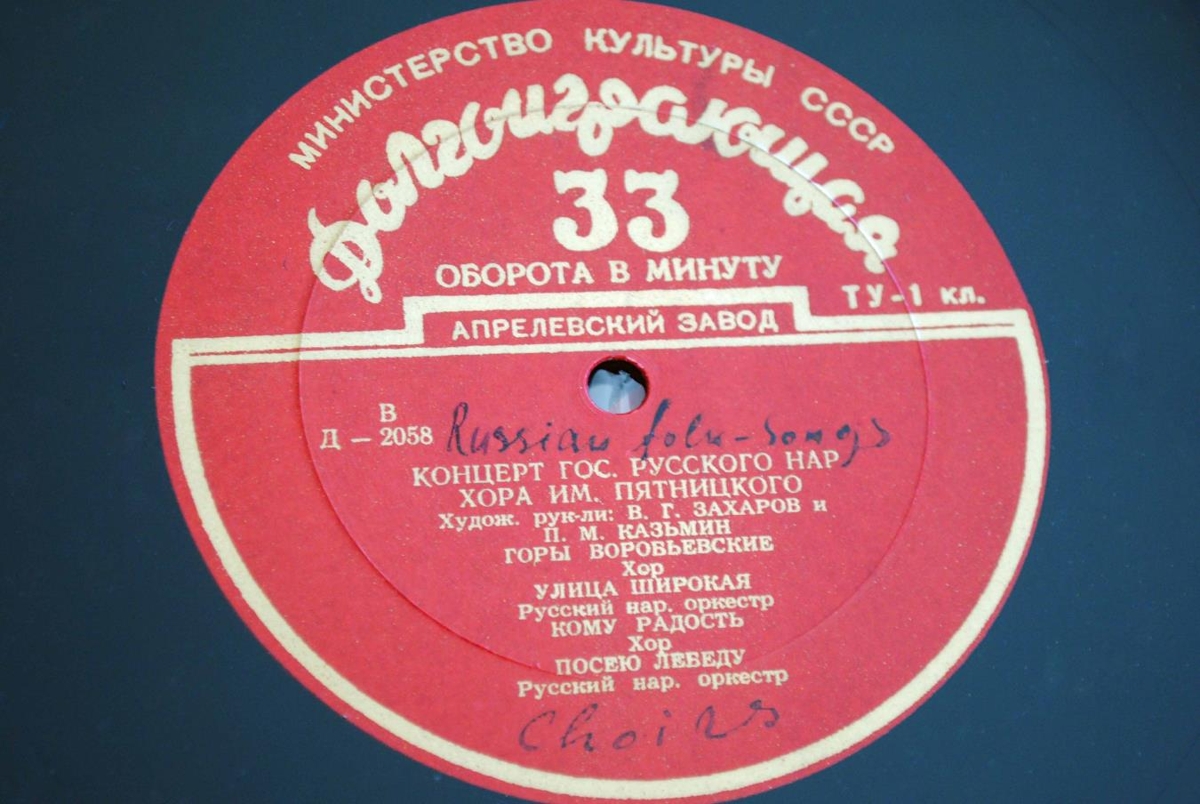 МИНИСТЕРСТВО КУЛЬТУРЫ СССР
Долгоиграющая
33
ОБОРОТА В МИНУТУ
ТУ-1 кл.
АПРЕЛЕВСКИЙ ЗАВОД
В
Д — 2058 Russian folk-songs
КОНЦЕРТ ГОС. РУССКОГО НАР
ХОРА ИМ. ПЯТНИЦКОГО
Худож. рук-ли: В. Г. ЗАХАРОВ и
П. М. КАЗЬМИН
ГОРЫ ВОРОБЬЕВСКИЕ
Хор
УЛИЦА ШИРОКАЯ
Русский нар. оркестр
КОМУ РАДОСТЬ
Хор
ПОСЕЮ ЛЕБЕДУ
Русский нар. оркестр
Choirs